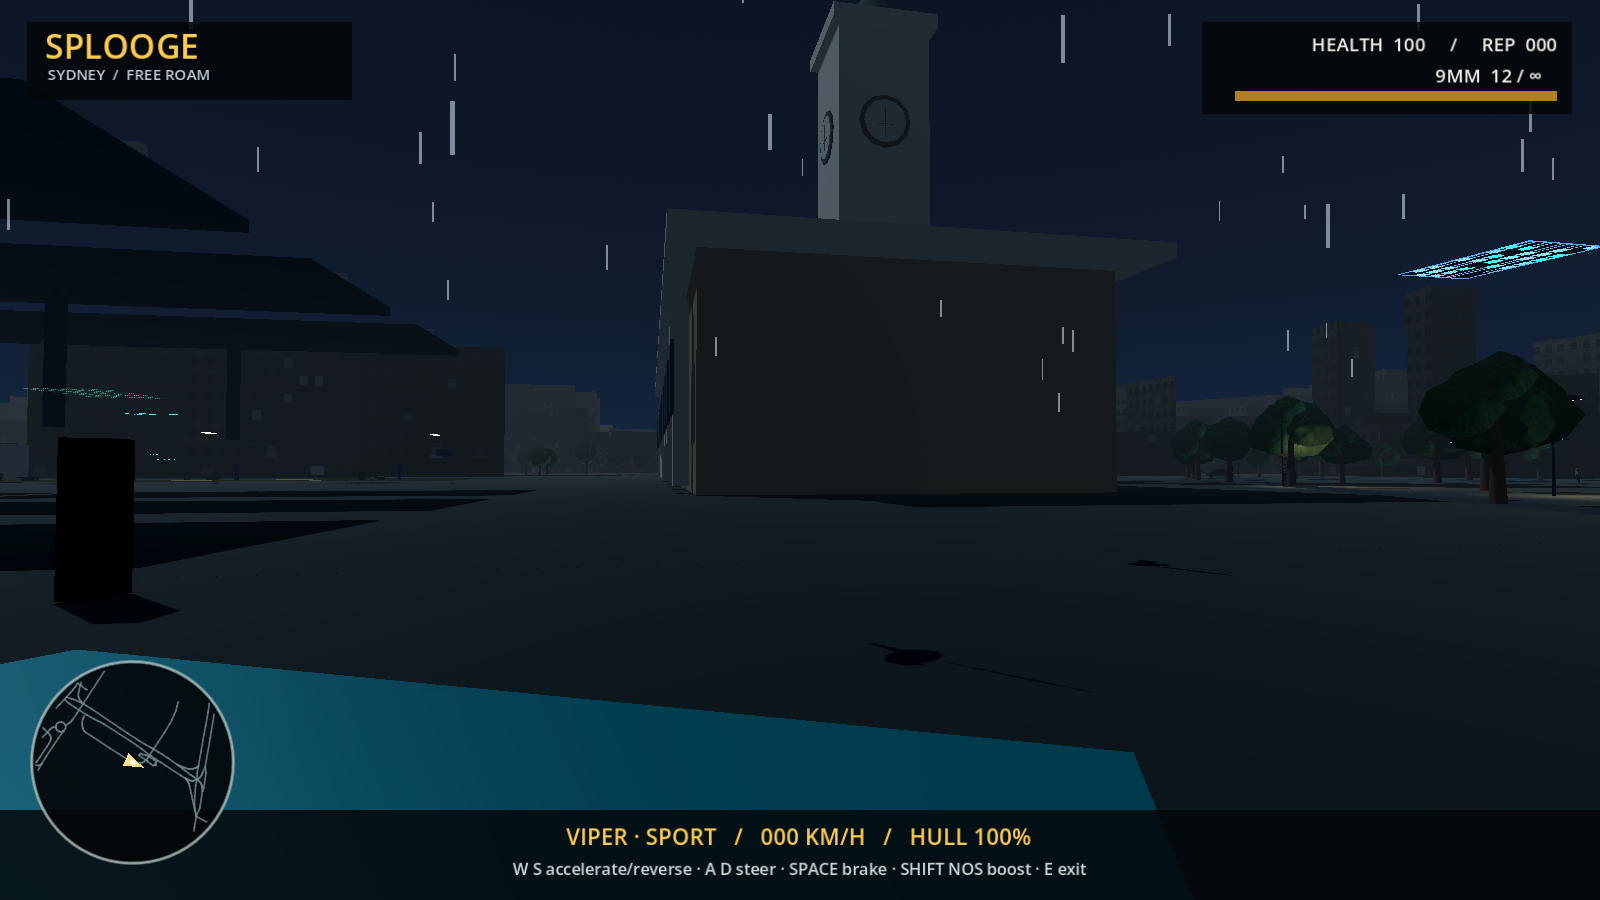 SPLOOGE
SYDNEY / FREE ROAM
HEALTH 100 / REP 000
9MM 12 / ∞
VIPER · SPORT / 000 KM/H / HULL 100%
W S accelerate/reverse · A D steer · SPACE brake · SHIFT NOS boost · E exit